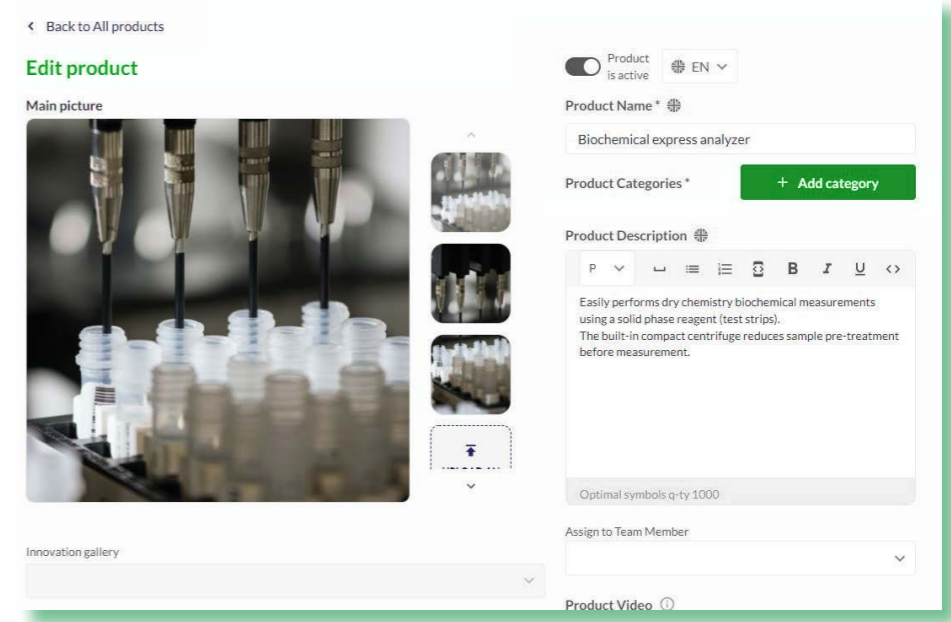 Back to All products
Edit product
Main picture
Innovation gallery
Product
is active
EN
Product Name *
Biochemical express analyzer
Product Categories *
+ Add category
Product Description
P
B I U <>
Easily performs dry chemistry biochemical measurements
using a solid phase reagent (test strips).
The built-in compact centrifuge reduces sample pre-treatment
before measurement.
Optimal symbols q-ty 1000
Assign to Team Member
Product Video